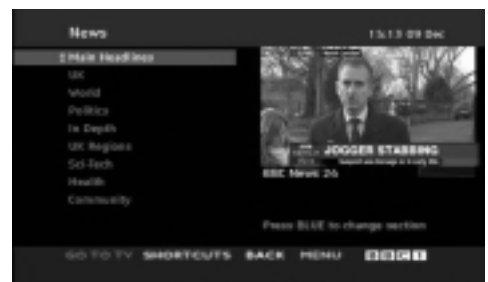 News 15:13 09 Dec
Main Headlines
UK
World
Politics
In Depth
UK Regions
Sci-Tech
Health
Community
JOGGER STABBING
BBC News 24
Press BLUE to change section
GO TO TV SHORTCUTS BACK MENU BBC 1